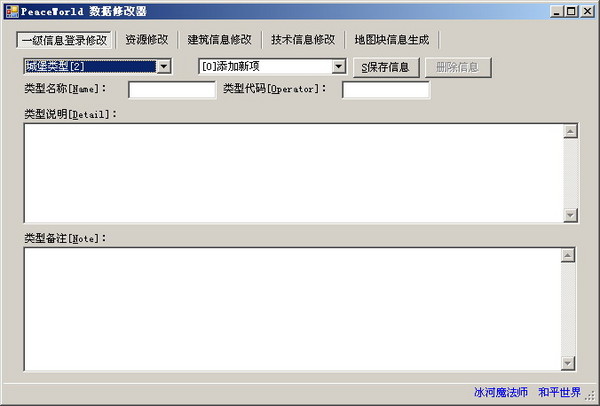 PeaceWorld 数据修改器
一级信息登录修改 资源修改 建筑信息修改 技术信息修改 地图块信息生成
城堡类型[2] [0]添加新项 S保存信息 删除信息
类型名称[Name]: 类型代码[Operator]:
类型说明[Detail]:
类型备注[Note]:
冰河魔法师 和平世界